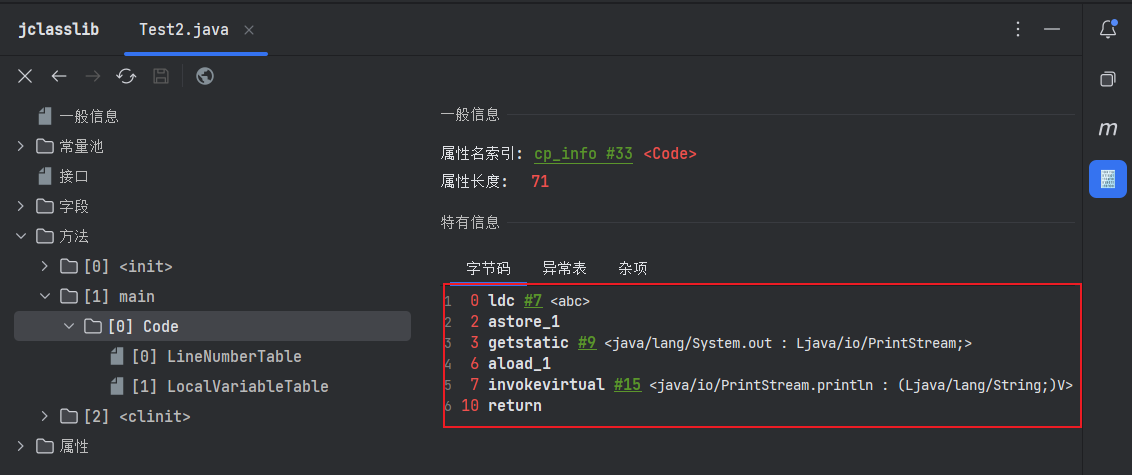 jclasslib
Test2.java
一般信息
常量池
接口
字段
方法
[0] <init>
[1] main
[0] Code
[0] LineNumberTable
[1] LocalVariableTable
[2] <clinit>
属性
一般信息
属性名索引: cp_info #33 <Code>
属性长度: 71
特有信息
字节码 异常表 杂项
1 0 ldc #7 <abc>
2 2 astore_1
3 3 getstatic #9 <java/lang/System.out : Ljava/io/PrintStream;>
4 6 aload_1
5 7 invokevirtual #15 <java/io/PrintStream.println : (Ljava/lang/String;)V>
6 10 return
m